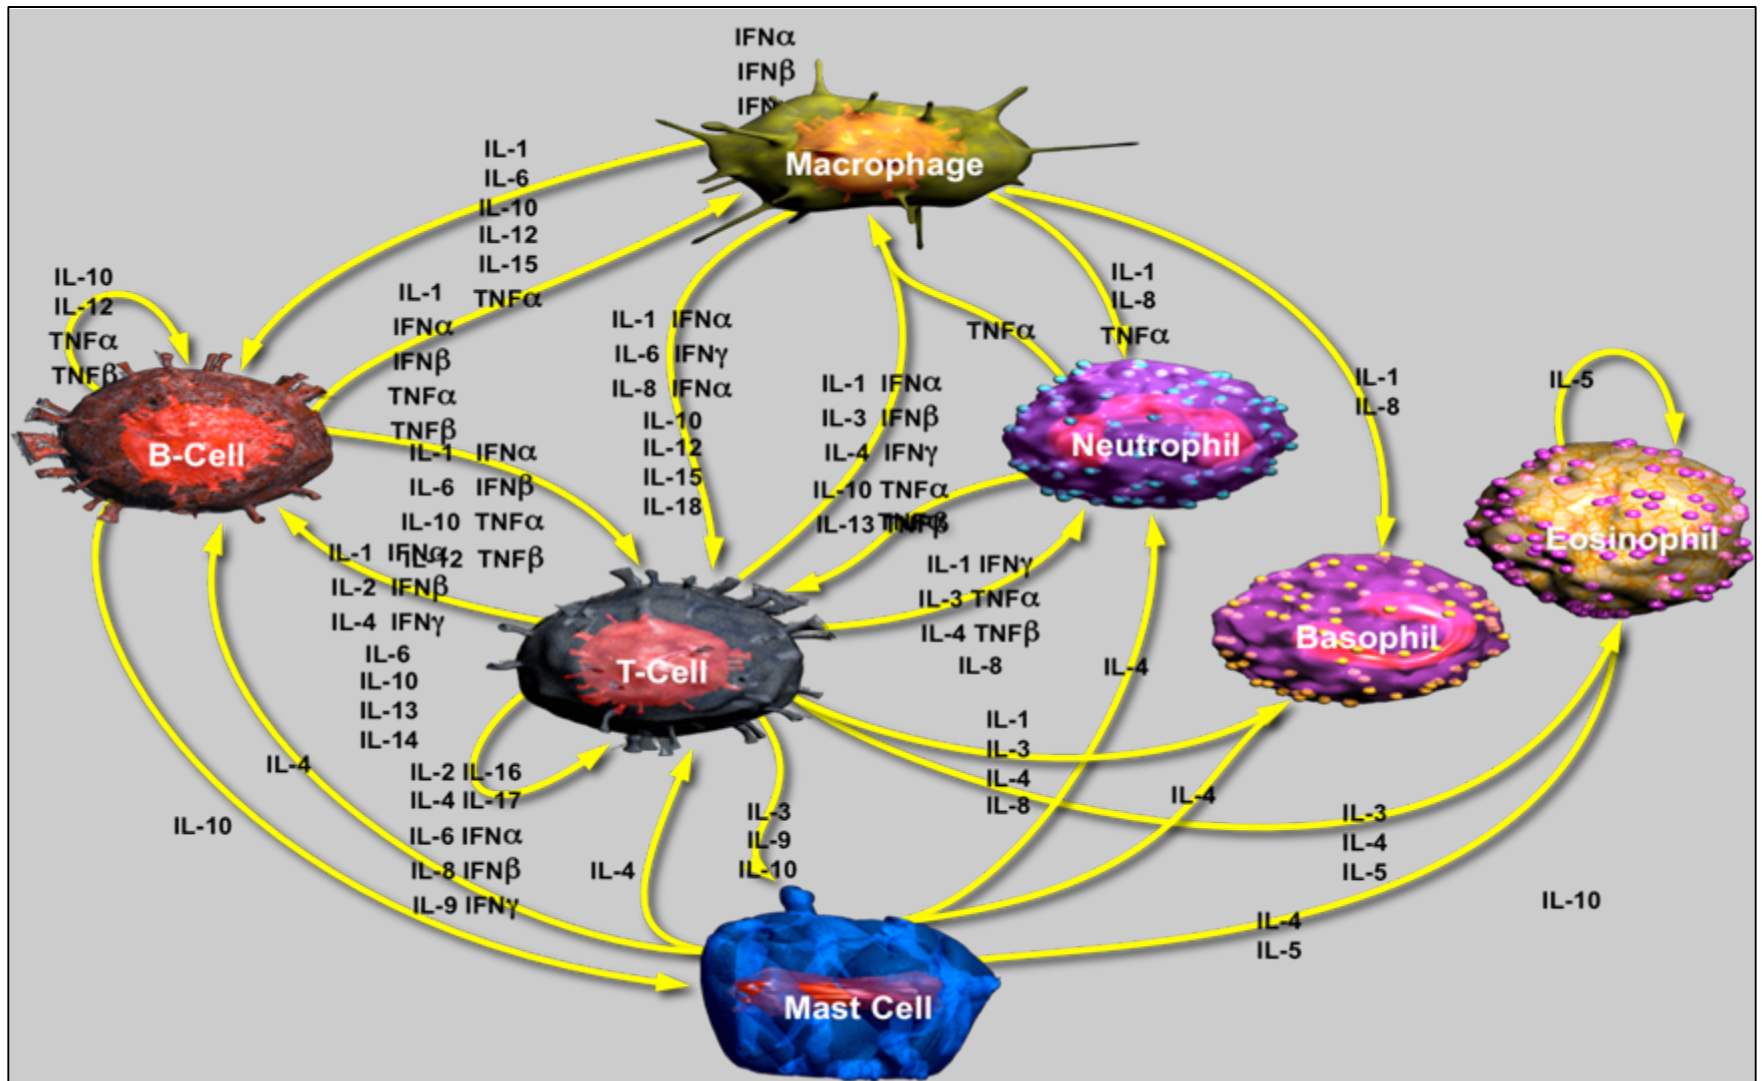 IFNα
IFNβ
IFN
Macrophage
IL-1
IL-6
IL-10
IL-12
IL-15
TNFα
IL-10
IL-12
TNFα
TNFβ
B-Cell
IL-1
IFNα
IFNβ
TNFα
TNFβ
IL-1 IFNα
IL-6 IFNβ
IL-10 TNFα
IL-12 TNFβ
IL-1 IFNγ
IL-6 IFNα
IL-8 IFNα
IL-10
IL-12
IL-15
IL-18
IL-1 IFNα
IL-3 IFNβ
IL-4 IFNγ
IL-10 TNFα
IL-13
TNFα
IL-1
IL-8
TNFα
Neutrophil
IL-1
IL-8
IL-5
Eosinophil
Basophil
IL-1 IFNα
IL-2 IFNβ
IL-4 IFNγ
IL-6
IL-10
IL-13
IL-14
T-Cell
IL-1 IFNγ
IL-3 TNFα
IL-4 TNFβ
IL-8
IL-4
IL-1
IL-3
IL-4
IL-8
IL-4
IL-2 IL-16
IL-4 IL-17
IL-6 IFNα
IL-8 IFNβ
IL-9 IFNγ
IL-10
IL-4
IL-3
IL-9
IL-10
IL-4
IL-3
IL-4
IL-5
IL-10
IL-4
IL-5
Mast Cell